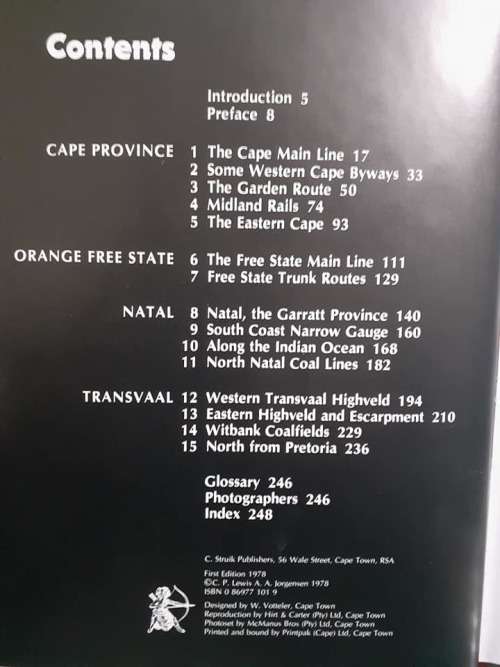 Contents
Introduction 5
Preface 8
CAPE PROVINCE 1 The Cape Main Line 17
2 Some Western Cape Byways 33
3 The Garden Route 50
4 Midland Rails 74
5 The Eastern Cape 93
ORANGE FREE STATE 6 The Free State Main Line 111
7 Free State Trunk Routes 129
NATAL 8 Natal, the Garratt Province 140
9 South Coast Narrow Gauge 160
10 Along the Indian Ocean 168
11 North Natal Coal Lines 182
TRANSVAAL 12 Western Transvaal Highveld 194
13 Eastern Highveld and Escarpment 210
14 Witbank Coalfields 229
15 North from Pretoria 236
Glossary 246
Photographers 246
Index 248
C. Struik Publishers, 56 Wale Street, Cape Town, RSA
First Edition 1978
©C. P. Lewis A. A. Jorgensen 1978
ISBN 0 86977 101 9
Designed by W. Votteler, Cape Town
Reproduction by Hirt & Carter (Pty) Ltd, Cape Town
Photoset by McManus Bros (Pty) Ltd, Cape Town
Printed and bound by Printpak (Cape) Ltd, Cape Town